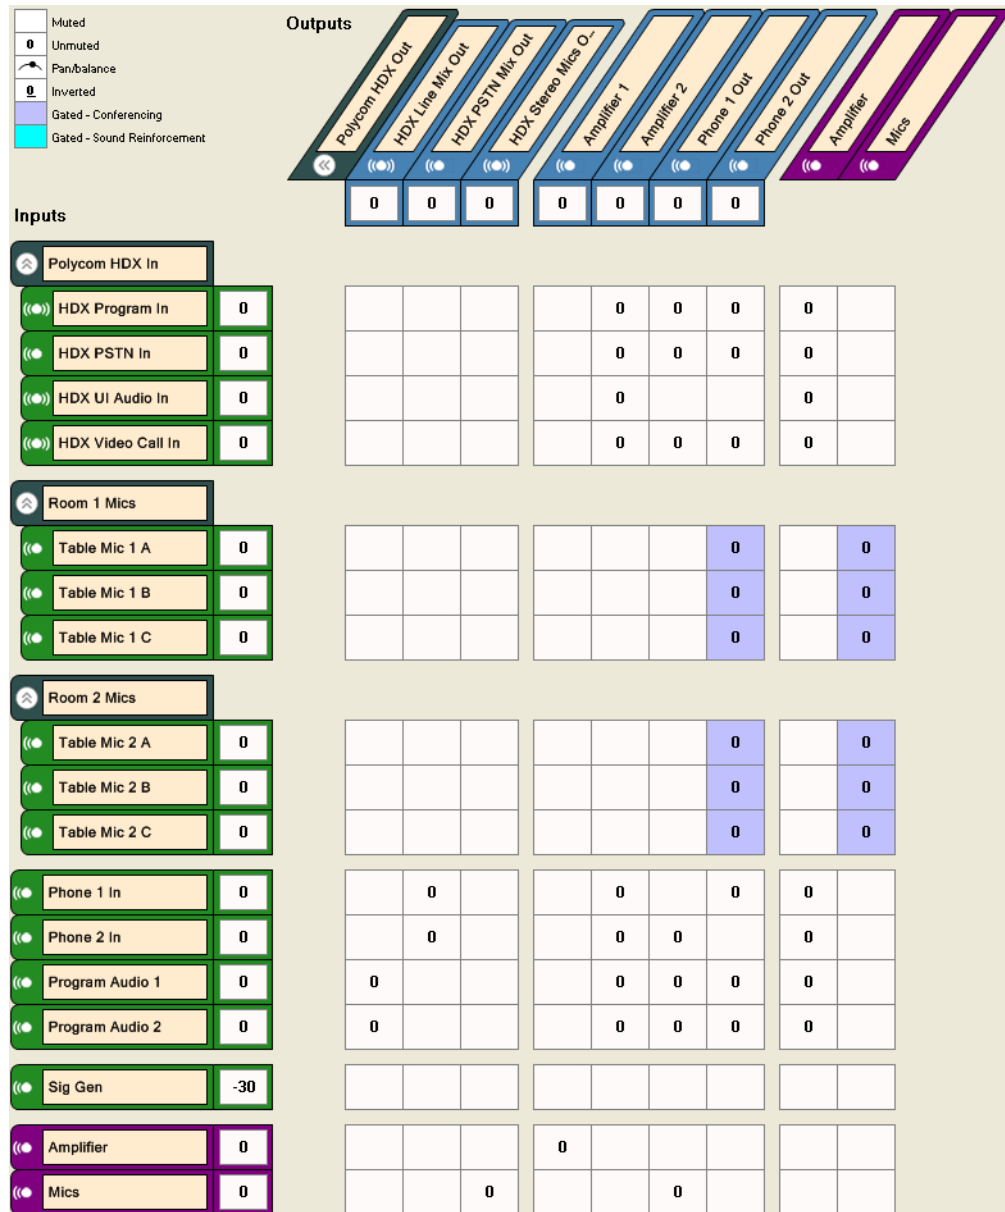 Muted
0 Unmuted
Pan/balance
0 Inverted
Gated - Conferencing
Gated - Sound Reinforcement
Outputs
Polycom HDX Out
HDX Line Mix Out
HDX PSTN Mix Out
HDX Stereo Mics O...
Amplifier 1
Amplifier 2
Phone 1 Out
Phone 2 Out
Amplifier
Mics
0 0 0 0 0 0 0
Inputs
Polycom HDX In
HDX Program In 0 0 0 0 0
HDX PSTN In 0 0 0 0 0
HDX UI Audio In 0 0 0
HDX Video Call In 0 0 0 0 0
Room 1 Mics
Table Mic 1 A 0 0 0
Table Mic 1 B 0 0 0
Table Mic 1 C 0 0 0
Room 2 Mics
Table Mic 2 A 0 0 0
Table Mic 2 B 0 0 0
Table Mic 2 C 0 0 0
Phone 1 In 0 0 0 0 0
Phone 2 In 0 0 0 0 0
Program Audio 1 0 0 0 0 0 0
Program Audio 2 0 0 0 0 0 0
Sig Gen -30
Amplifier 0 0
Mics 0 0 0